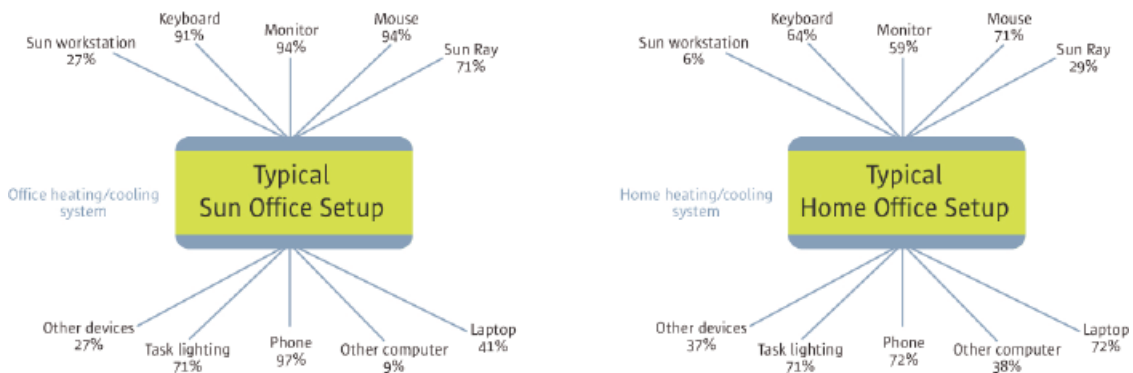 Keyboard
91%
Monitor
94%
Mouse
94%
Sun workstation
27%
Sun Ray
71%
Typical
Sun Office Setup
Office heating/cooling
system
Other devices
27%
Task lighting
71%
Phone
97%
Other computer
9%
Laptop
41%
Keyboard
64%
Monitor
59%
Mouse
71%
Sun workstation
6%
Sun Ray
29%
Typical
Home Office Setup
Home heating/cooling
system
Other devices
37%
Task lighting
71%
Phone
72%
Other computer
38%
Laptop
72%